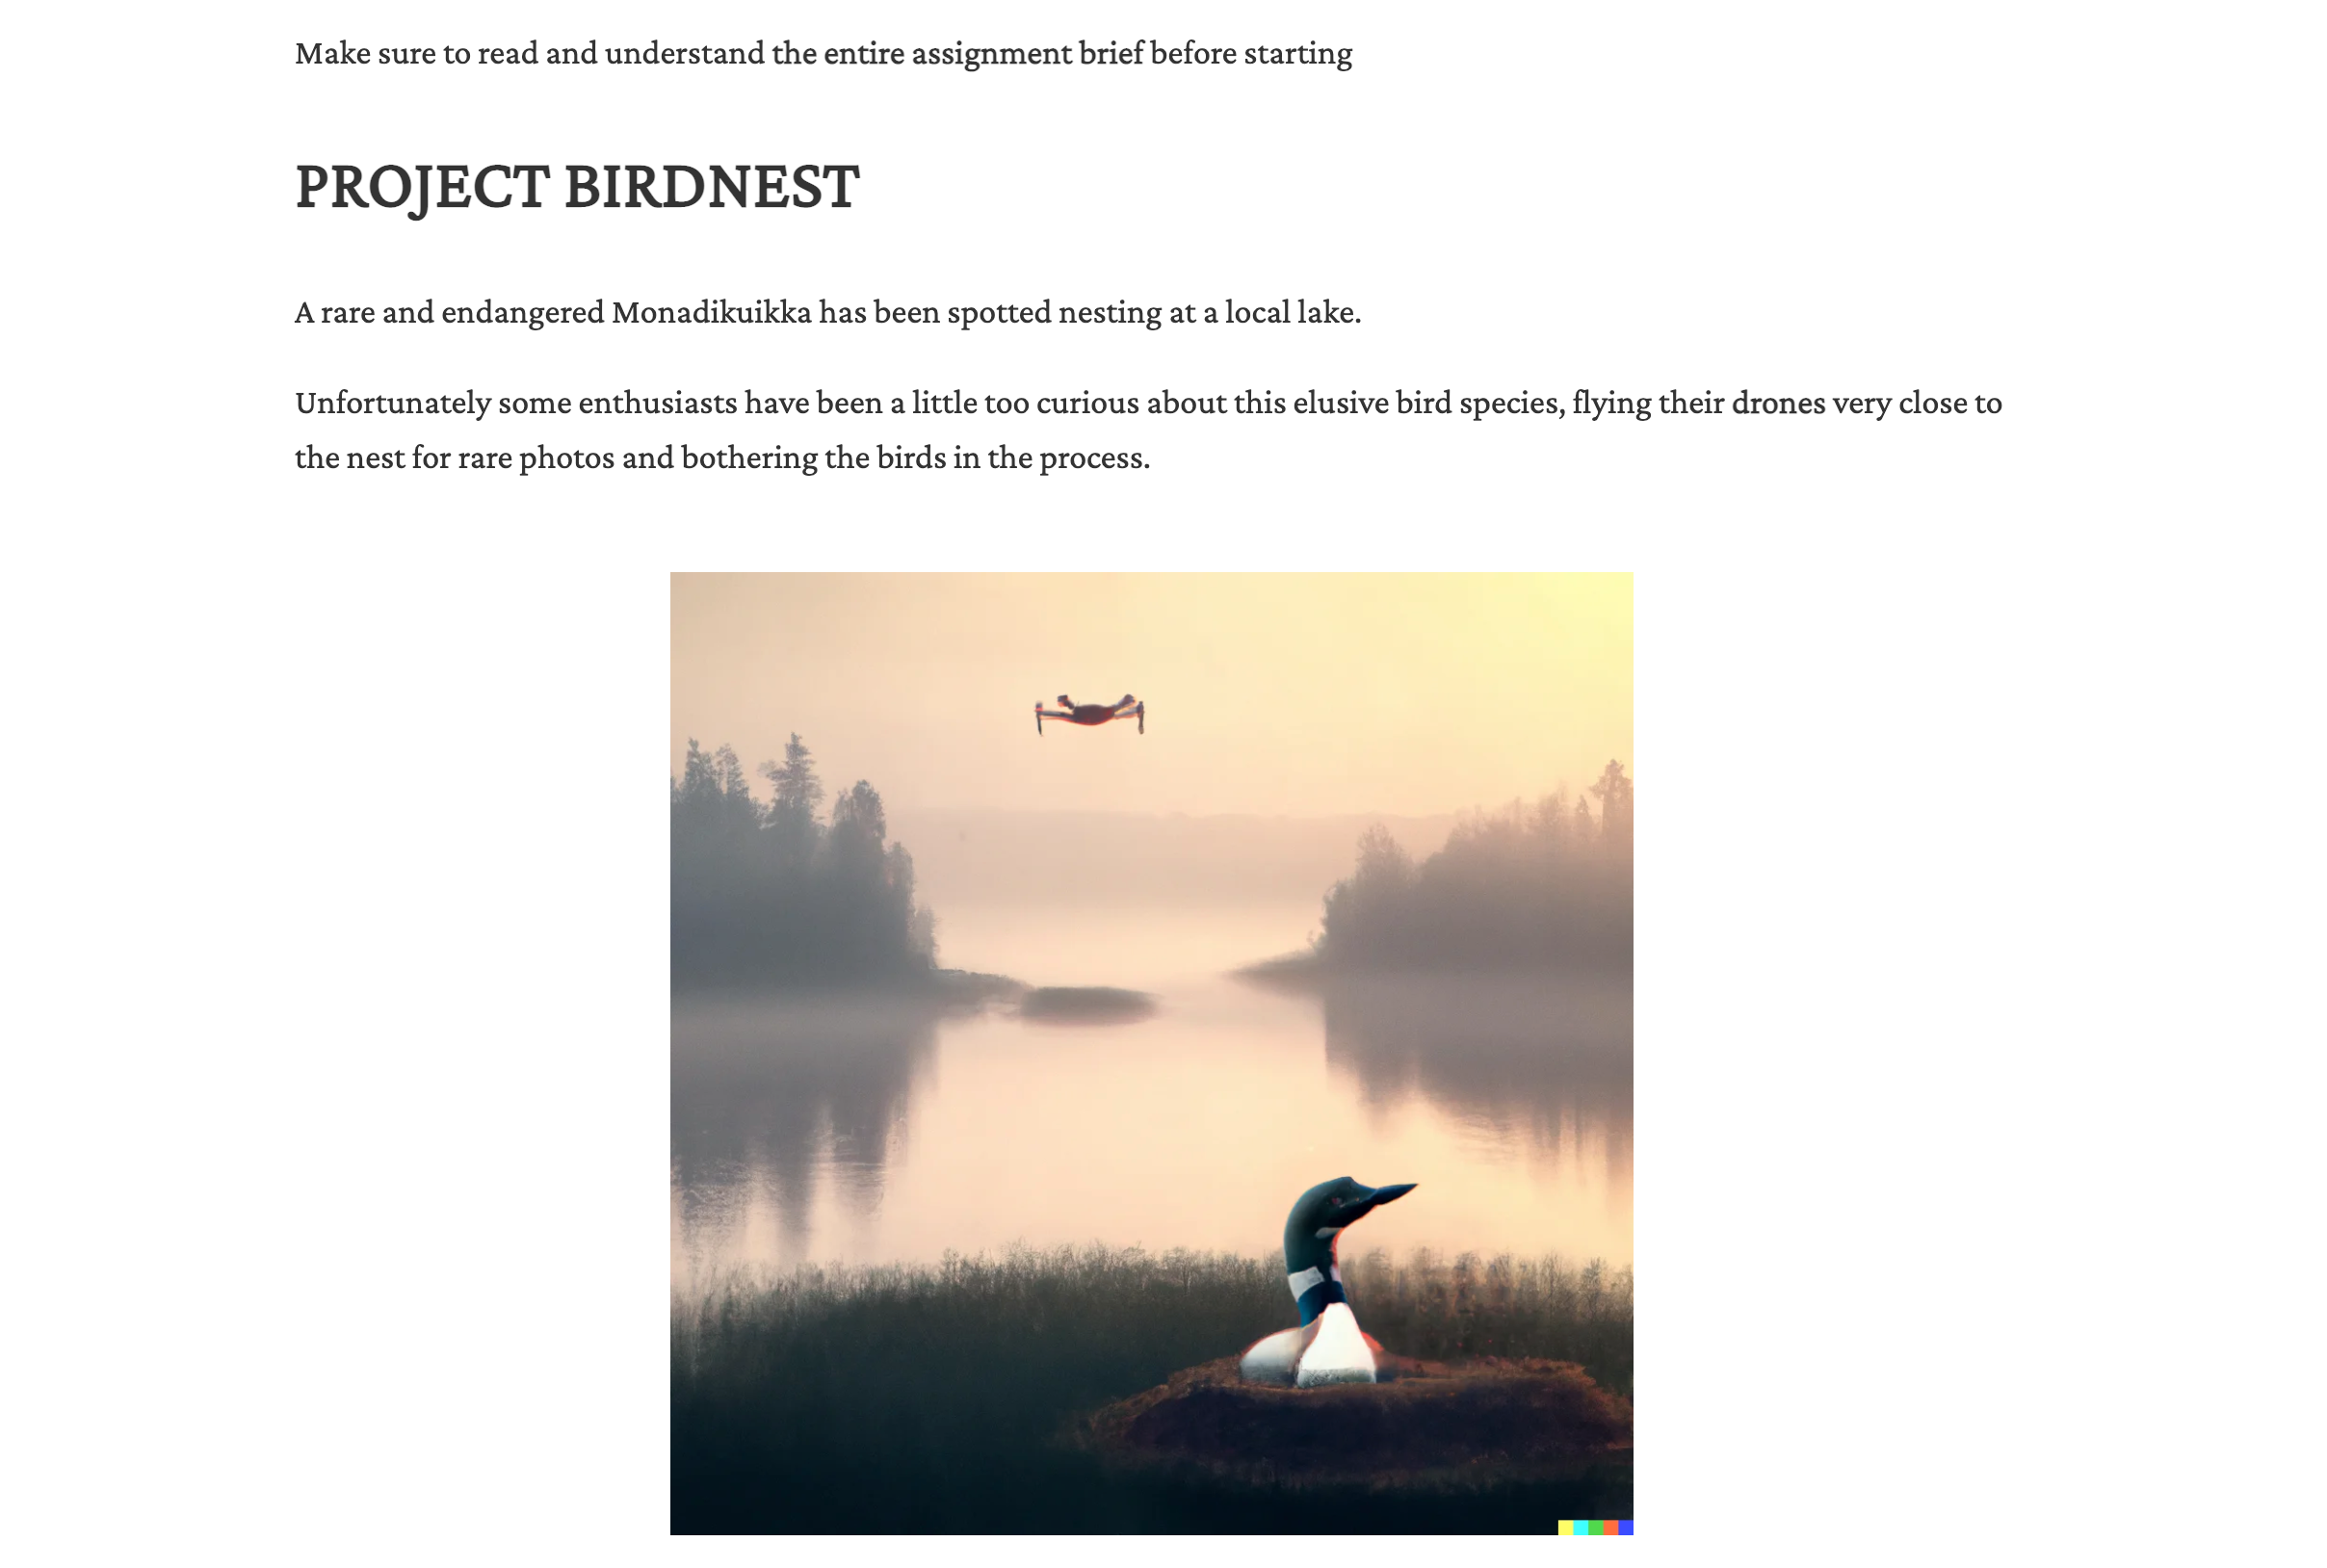 Make sure to read and understand the entire assignment brief before starting
PROJECT BIRDNEST
A rare and endangered Monadikuikka has been spotted nesting at a local lake.
Unfortunately some enthusiasts have been a little too curious about this elusive bird species, flying their drones very close to
the nest for rare photos and bothering the birds in the process.